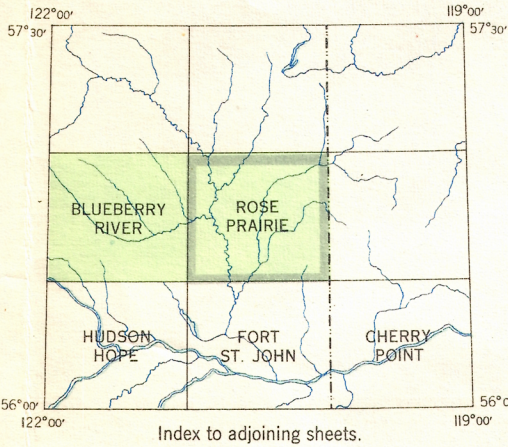 122°00'
119°00'
57°30'
57°30'
BLUEBERRY
RIVER
ROSE
PRAIRIE
HUDSON
HOPE
FORT
ST. JOHN
CHERRY
POINT
56°00'
56°0
122°00'
119°00'
Index to adjoining sheets.